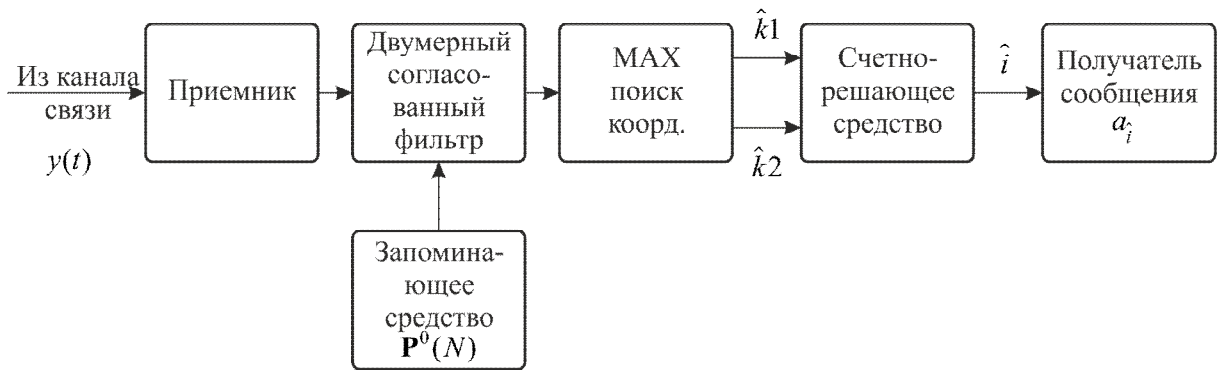 Из канала
связи
y(t)
Приемник
Двумерный
согласо-
ванный
фильтр
Запомина-
ющее
средство
P⁰(N)
MAX
поиск
коорд.
k̂1
k̂2
Счетно-
решающее
средство
î
Получатель
сообщения
a_î